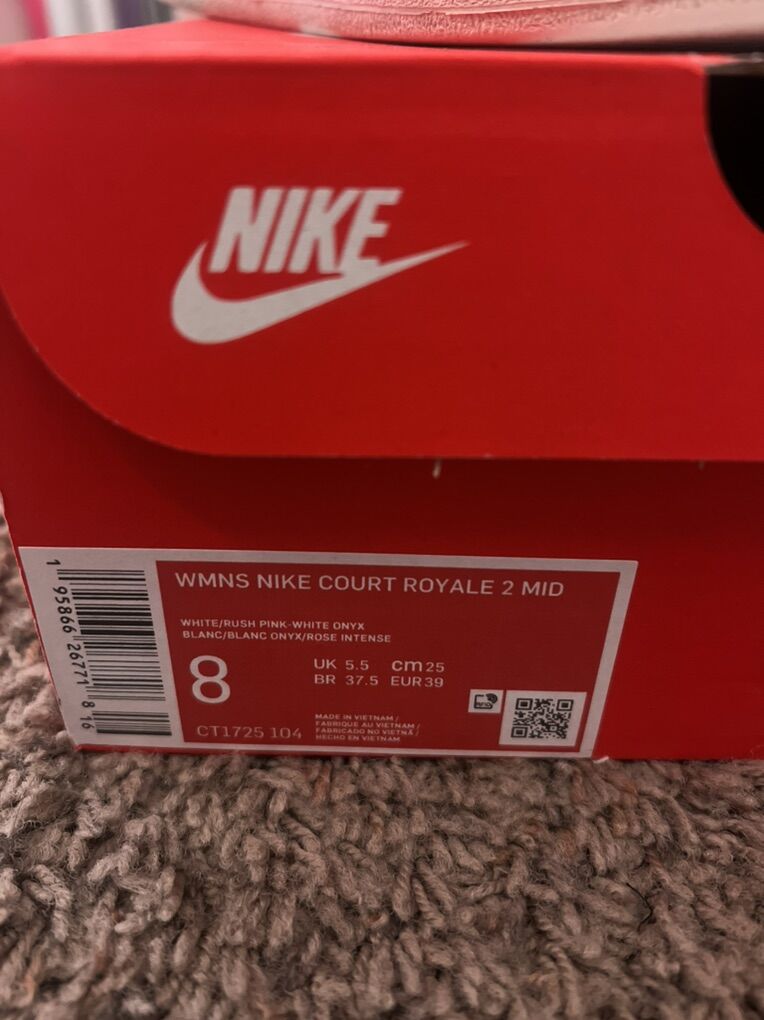 NIKE
WMNS NIKE COURT ROYALE 2 MID
WHITE/RUSH PINK-WHITE ONYX
BLANC/BLANC ONYX/ROSE INTENSE
8
UK 5.5 cm 25
BR 37.5 EUR 39
CT1725 104
MADE IN VIETNAM /
FABRIQUE AU VIETNAM /
FABRICADO NO VIETNÃ /
HECHO EN VIETNAM
1 95866 26771 8 16